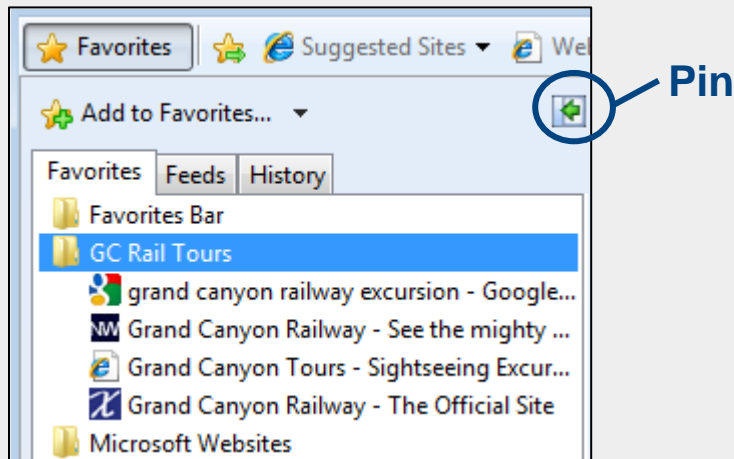 Favorites Suggested Sites We
Pin
Add to Favorites...
Favorites Feeds History
Favorites Bar
GC Rail Tours
grand canyon railway excursion - Google...
NW Grand Canyon Railway - See the mighty ...
Grand Canyon Tours - Sightseeing Excur...
Grand Canyon Railway - The Official Site
Microsoft Websites